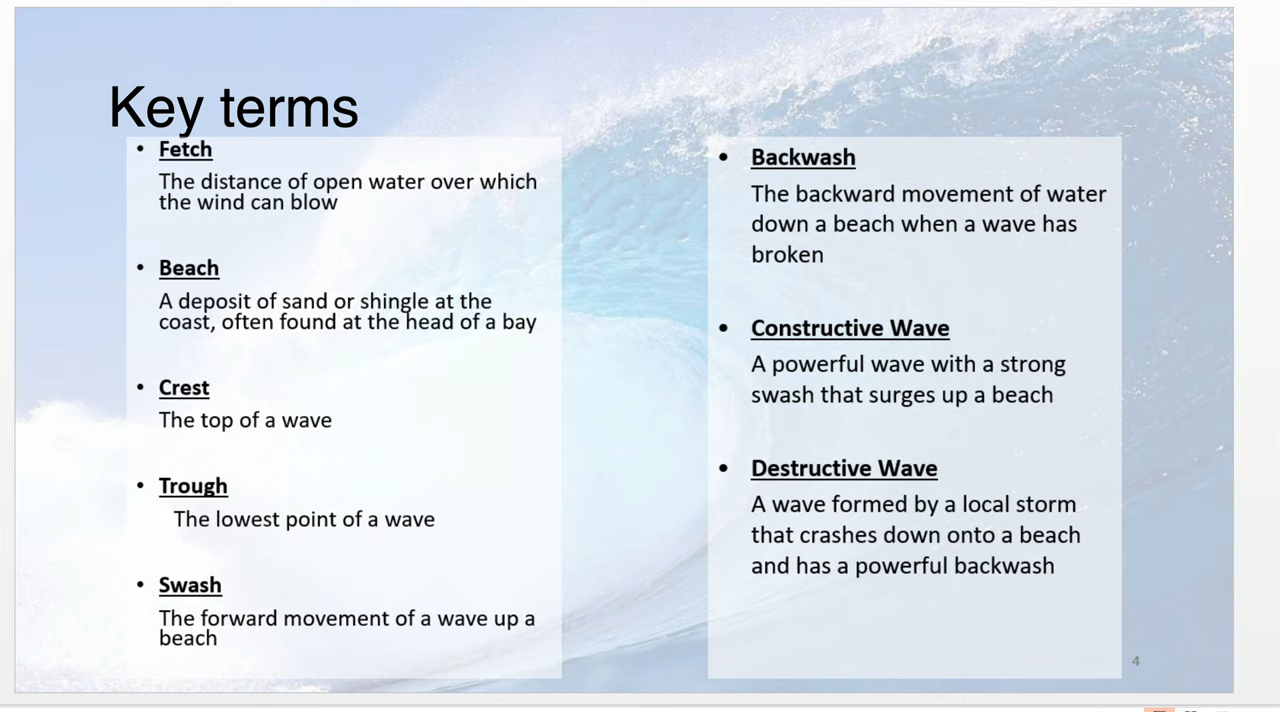 Key terms
• Fetch
The distance of open water over which
the wind can blow
• Beach
A deposit of sand or shingle at the
coast, often found at the head of a bay
• Crest
The top of a wave
• Trough
The lowest point of a wave
• Swash
The forward movement of a wave up a
beach
• Backwash
The backward movement of water
down a beach when a wave has
broken
• Constructive Wave
A powerful wave with a strong
swash that surges up a beach
• Destructive Wave
A wave formed by a local storm
that crashes down onto a beach
and has a powerful backwash
4